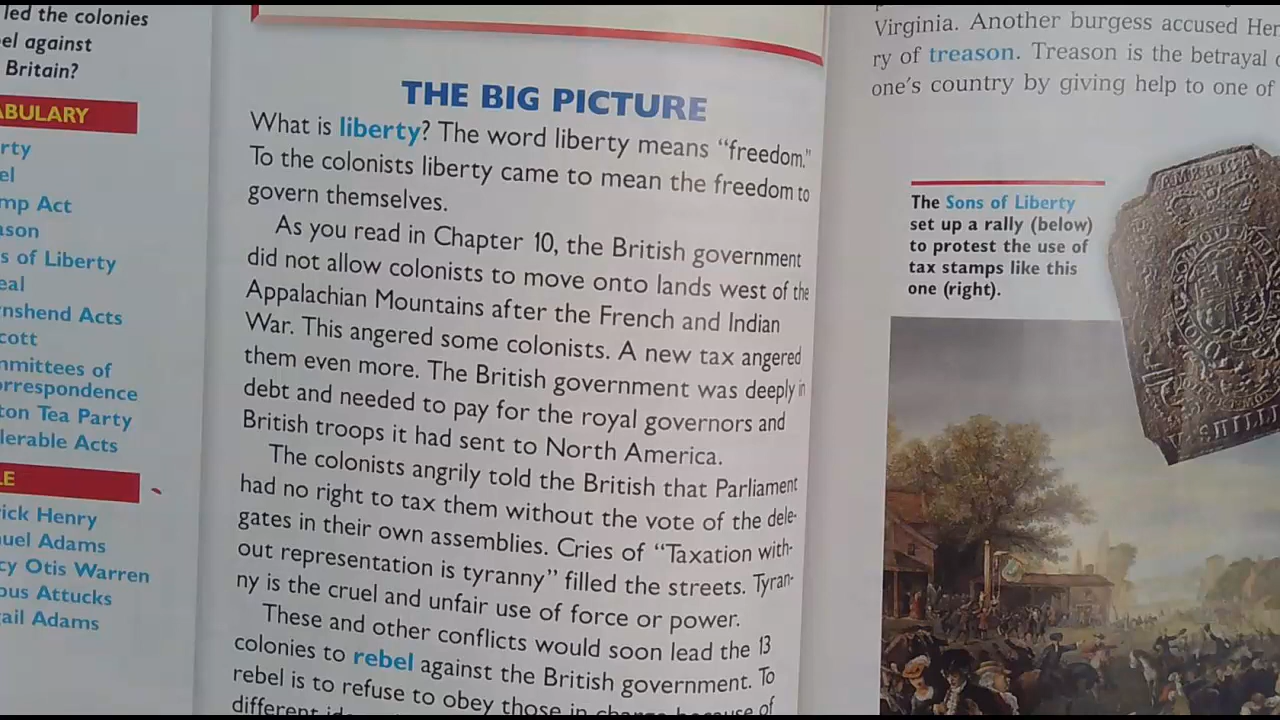 led the colonies
against
Britain?
THE BIG PICTURE
What is liberty? The word liberty means "freedom."
To the colonists liberty came to mean the freedom to
govern themselves.
As you read in Chapter 10, the British government
did not allow colonists to move onto lands west of the
Appalachian Mountains after the French and Indian
War. This angered some colonists. A new tax angered
them even more. The British government was deeply in
debt and needed to pay for the royal governors and
British troops it had sent to North America.
The colonists angrily told the British that Parliament
had no right to tax them without the vote of the dele-
gates in their own assemblies. Cries of "Taxation with-
out representation is tyranny" filled the streets. Tyran-
ny is the cruel and unfair use of force or power.
These and other conflicts would soon lead the 13
colonies to rebel against the British government. To
rebel is to refuse to obey those in charge because of
different
Virginia. Another burgess accused Hen
ry of treason. Treason is the betrayal
one's country by giving help to one of
The Sons of Liberty
set up a rally (below)
to protest the use of
tax stamps like this
one (right).
AMERICA
SHILL
ABULARY
rty
el
mp Act
ason
s of Liberty
eal
nshend Acts
cott
mmittees of
orrespondence
ton Tea Party
lerable Acts
LE
rick Henry
uel Adams
cy Otis Warren
pus Attucks
gail Adams